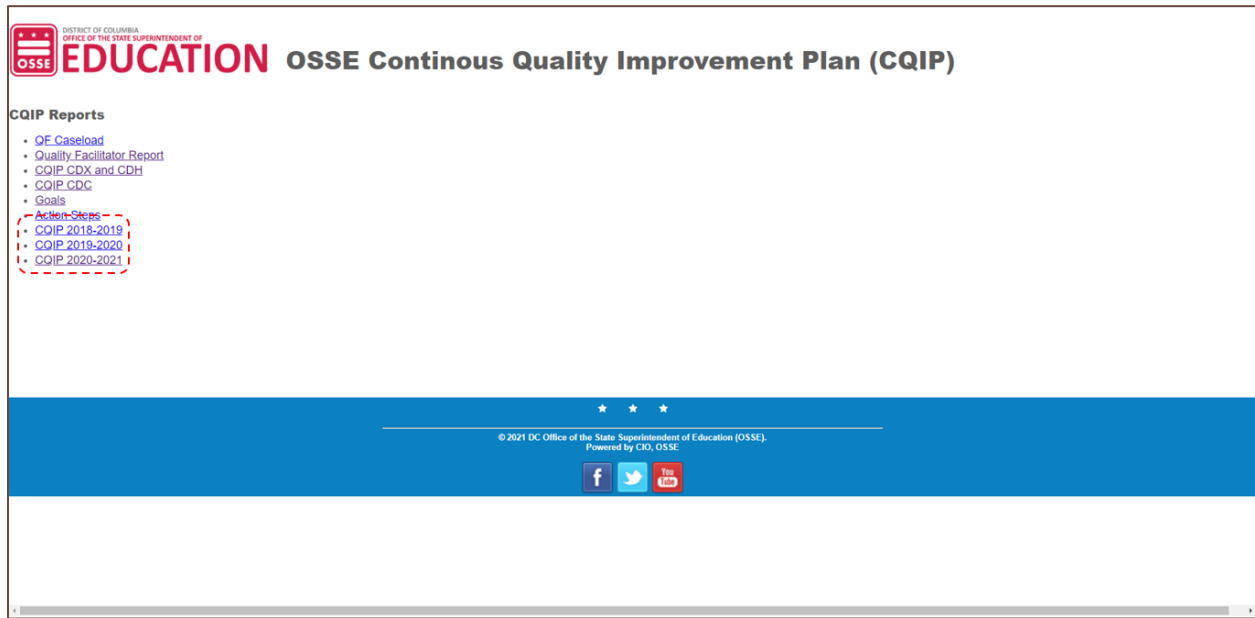 DISTRICT OF COLUMBIA
OFFICE OF THE STATE SUPERINTENDENT OF
OSSE
EDUCATION
OSSE Continous Quality Improvement Plan (CQIP)
CQIP Reports
QF Caseload
Quality Facilitator Report
CQIP CDX and CDH
CQIP CDC
Goals
Action Steps
CQIP 2018-2019
CQIP 2019-2020
CQIP 2020-2021
© 2021 DC Office of the State Superintendent of Education (OSSE).
Powered by CIO, OSSE
f
You
Tube